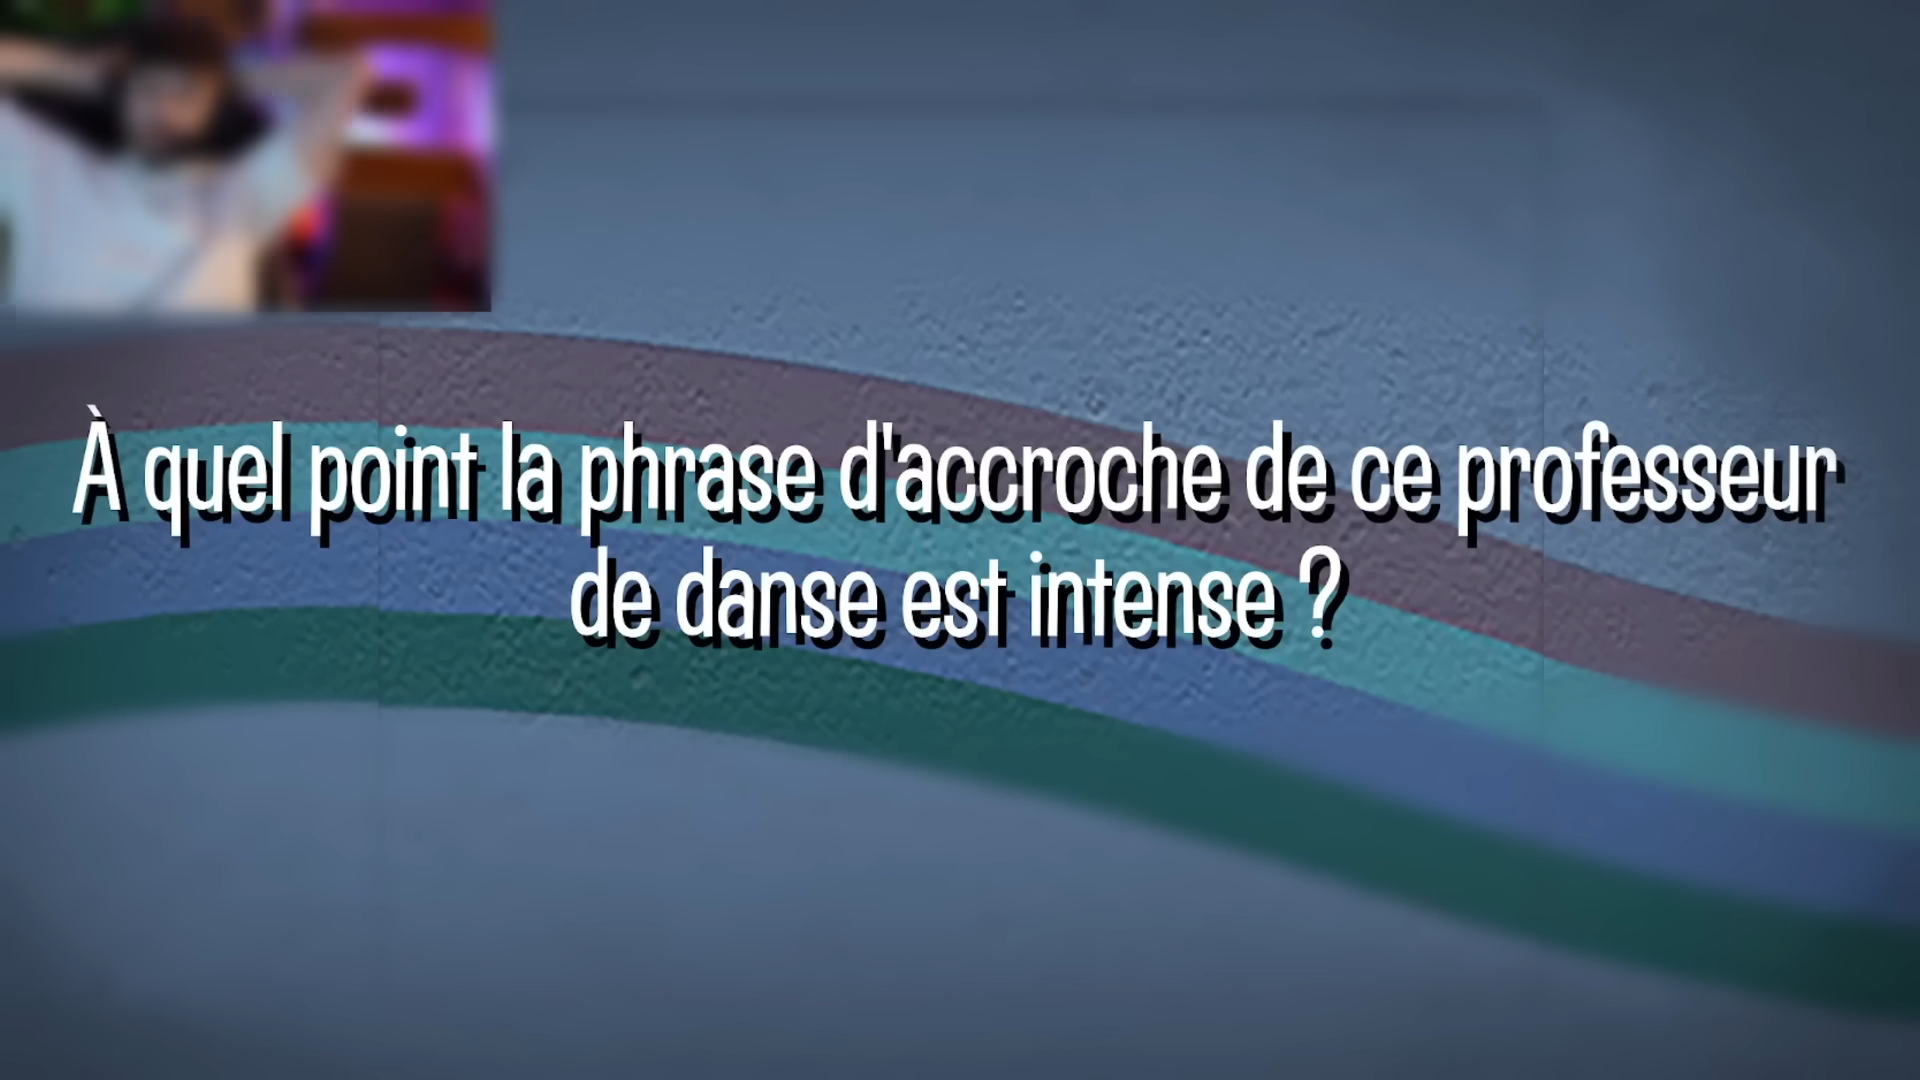 À quel point la phrase d'accroche de ce professeur
de danse est intense ?